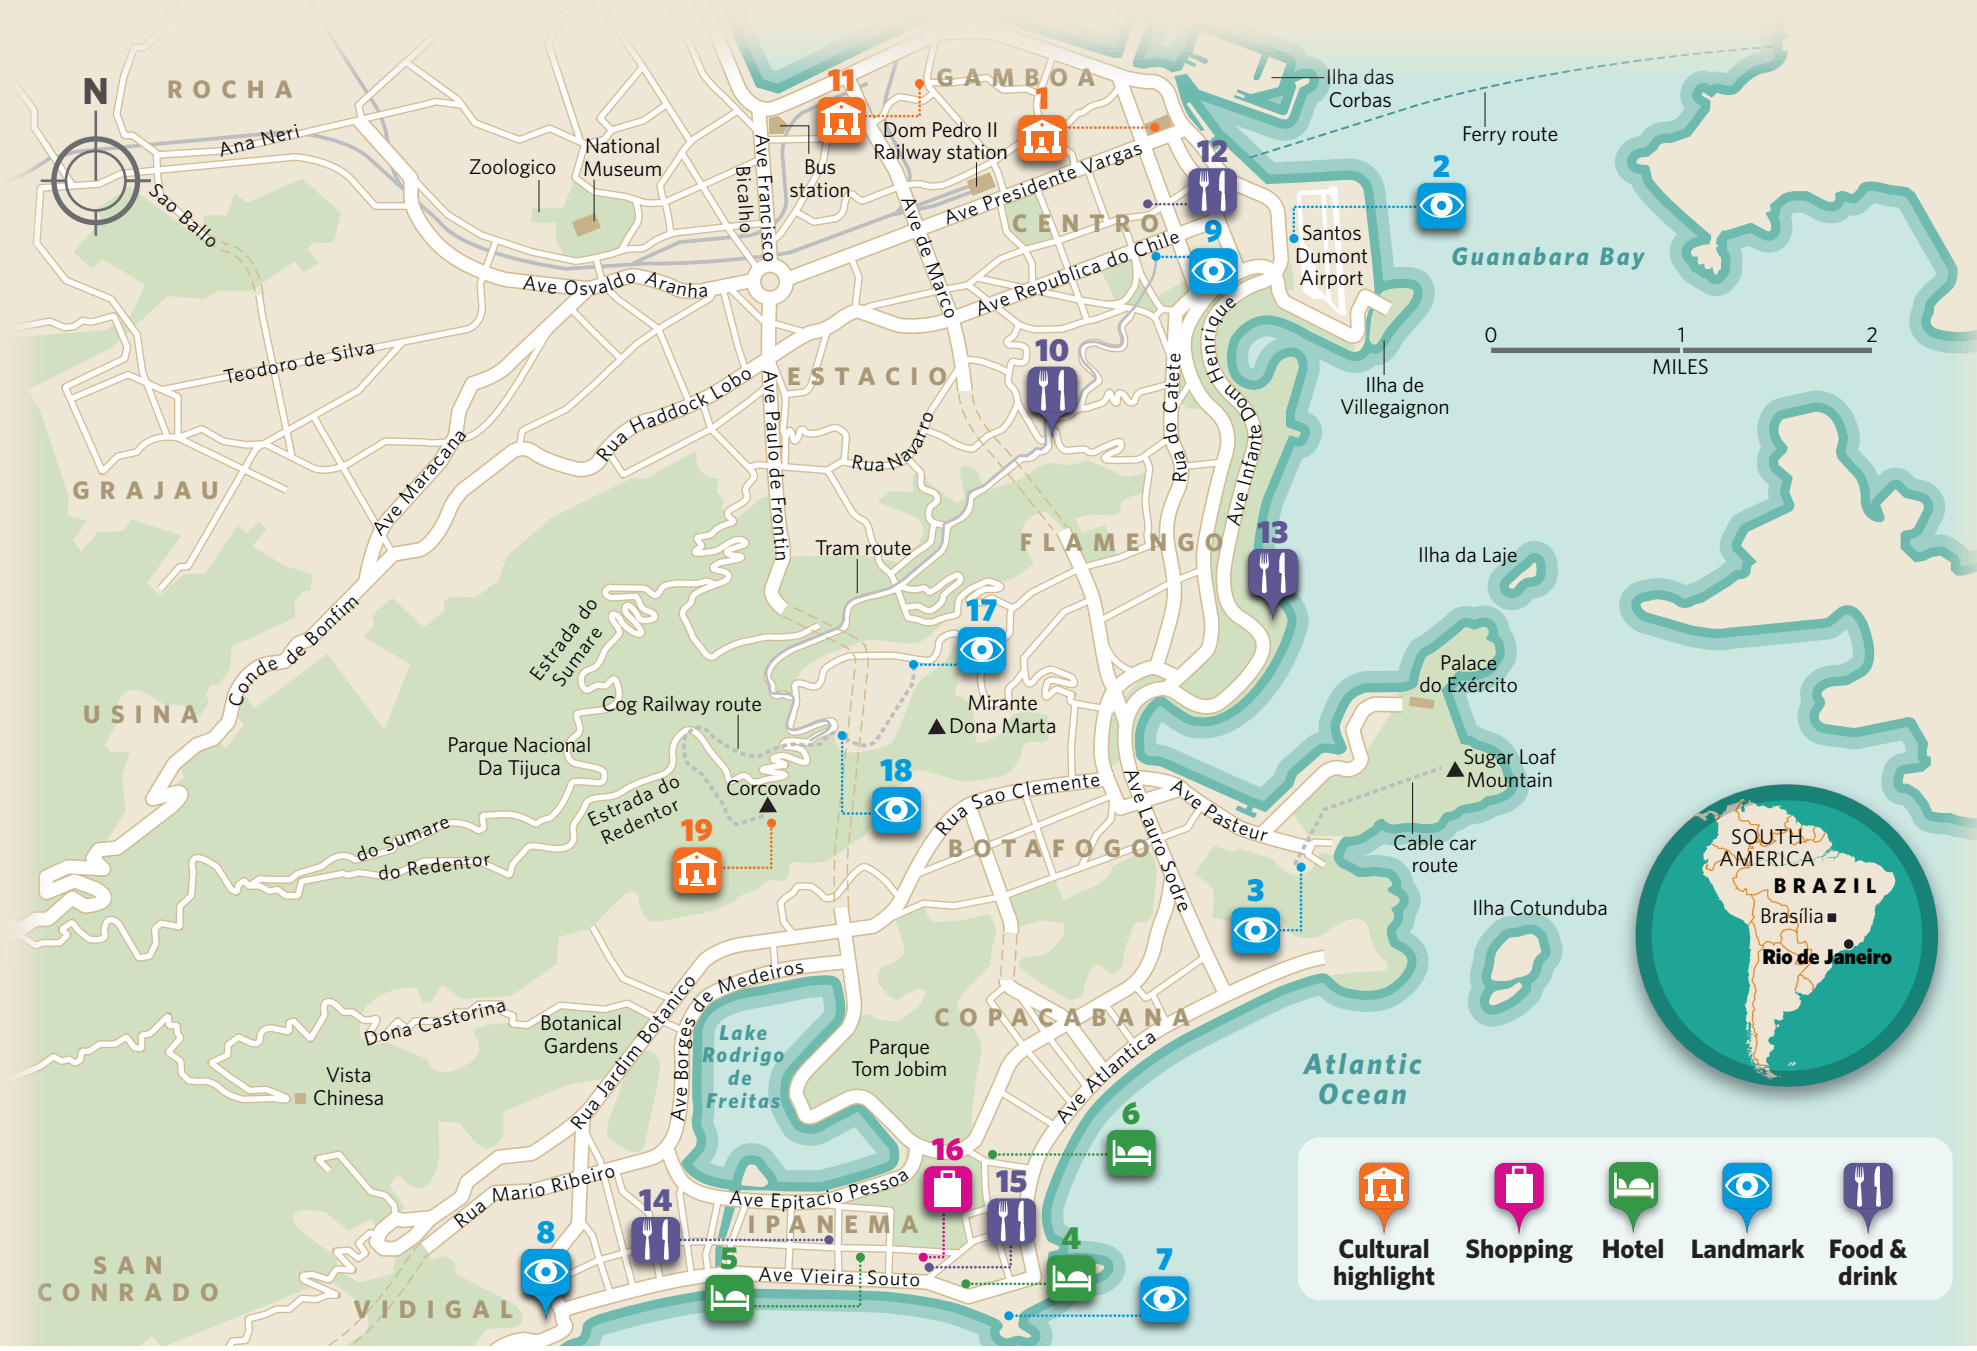 N
ROCHA
Ana Neri
Sao Ballo
Zoologico
National
Museum
11
GAMBOA
1
Dom Pedro II
Railway station
Bus
station
Ave Francisco
Bicalho
Ave Presidente Vargas
12
CENTRO
9
Ave Republica do Chile
Ave de Marco
Ilha das
Corbas
Ferry route
2
Santos
Dumont
Airport
Guanabara Bay
0
1
2
MILES
Ilha de
Villegaignon
Ave Osvaldo Aranha
Teodoro de Silva
10
ESTACIO
Rua Haddock Lobo
Ave Paulo de Frontin
Rua Navarro
Rua do Catete
Ave Infante Dom Henrique
GRAJAU
Ave Maracana
FLAMENGO
13
Tram route
Ilha da Laje
Conde de Bonfim
Estrada do
Sumare
17
Mirante
Dona Marta
Palace
do Exército
USINA
Cog Railway route
Parque Nacional
Da Tijuca
Corcovado
18
Estrada do
Redentor
19
Sugar Loaf
Mountain
Rua Sao Clemente
Ave Lauro Sodre
Ave Pasteur
BOTAFOGO
Cable car
route
do Sumare
do Redentor
3
Ilha Cotunduba
SOUTH
AMERICA
BRAZIL
Brasília
Rio de Janeiro
Ave Borges de Medeiros
Rua Jardim Botanico
Dona Castorina
Botanical
Gardens
Lake
Rodrigo
de
Freitas
COPACABANA
Parque
Tom Jobim
Ave Atlantica
Atlantic
Ocean
Vista
Chinesa
6
16
15
Rua Mario Ribeiro
Ave Epitacio Pessoa
14
IPANEMA
8
5
4
7
Ave Vieira Souto
SAN
CONRADO
VIDIGAL
Cultural
highlight
Shopping
Hotel
Landmark
Food &
drink